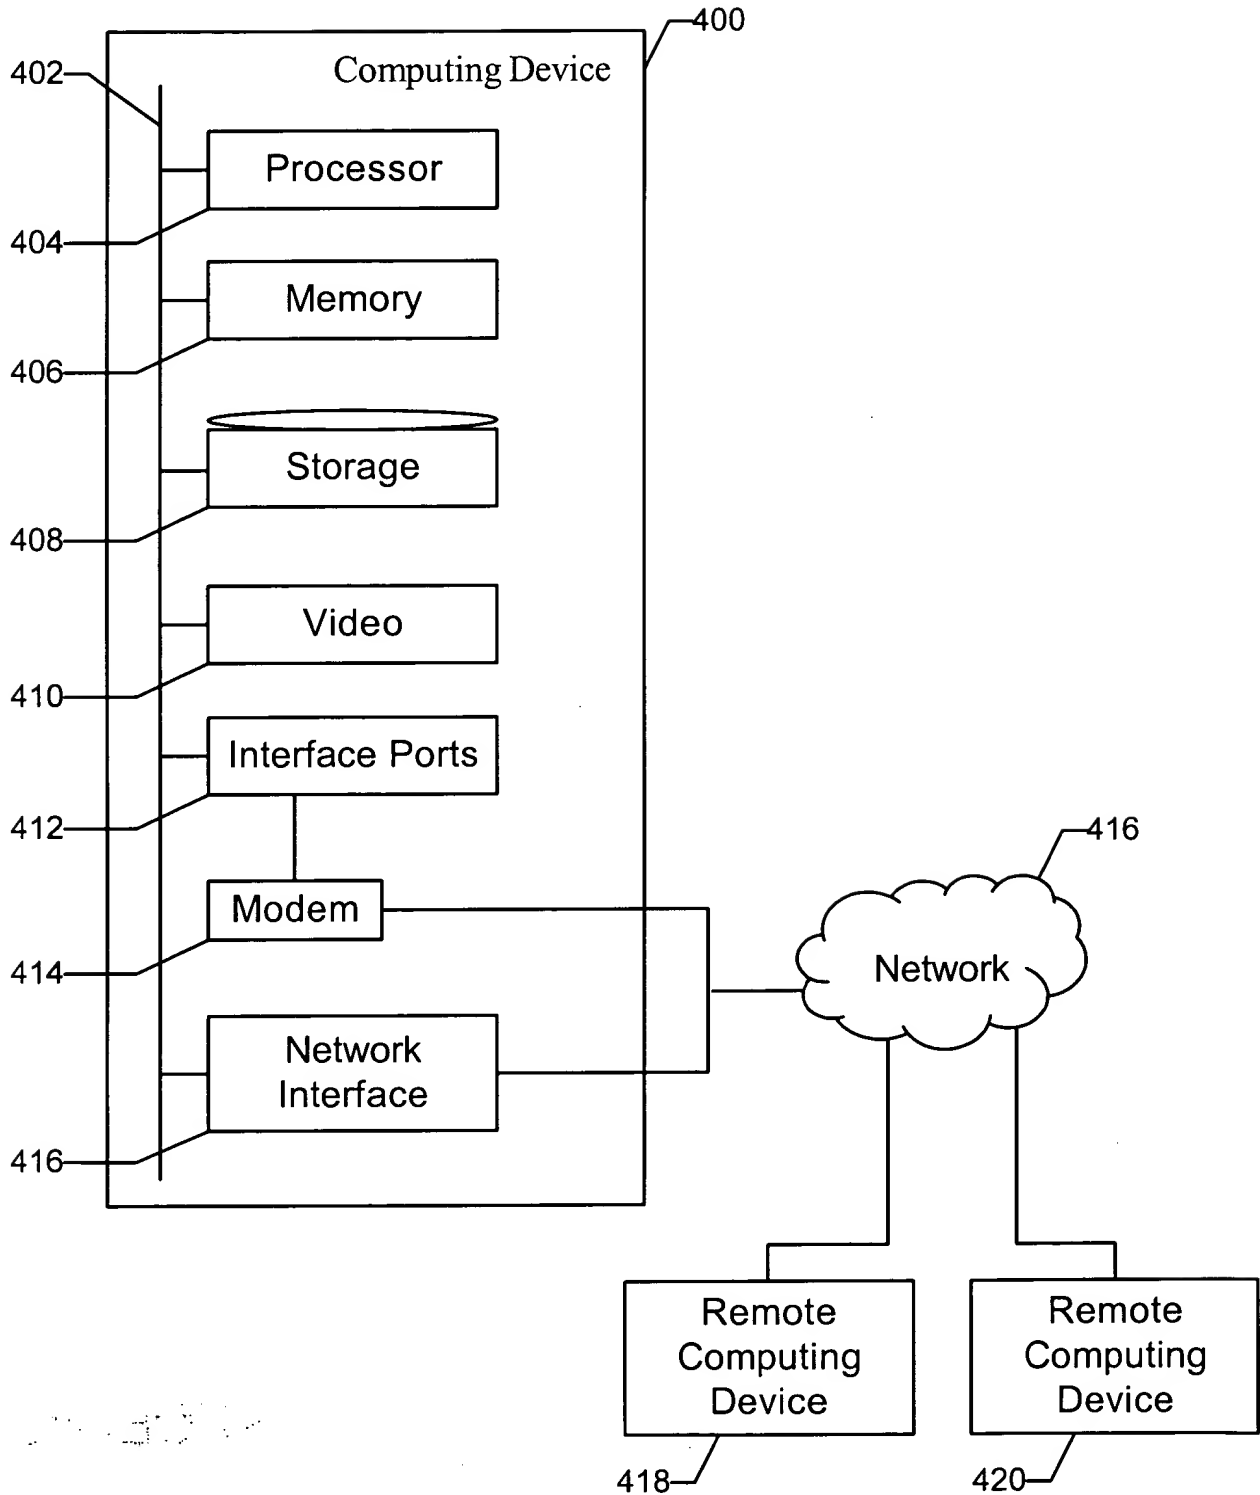 400
Computing Device
402
Processor
404
Memory
406
Storage
408
Video
410
Interface Ports
412
416
Modem
Network
414
Network
Interface
416
Remote
Computing
Device
Remote
Computing
Device
418
420